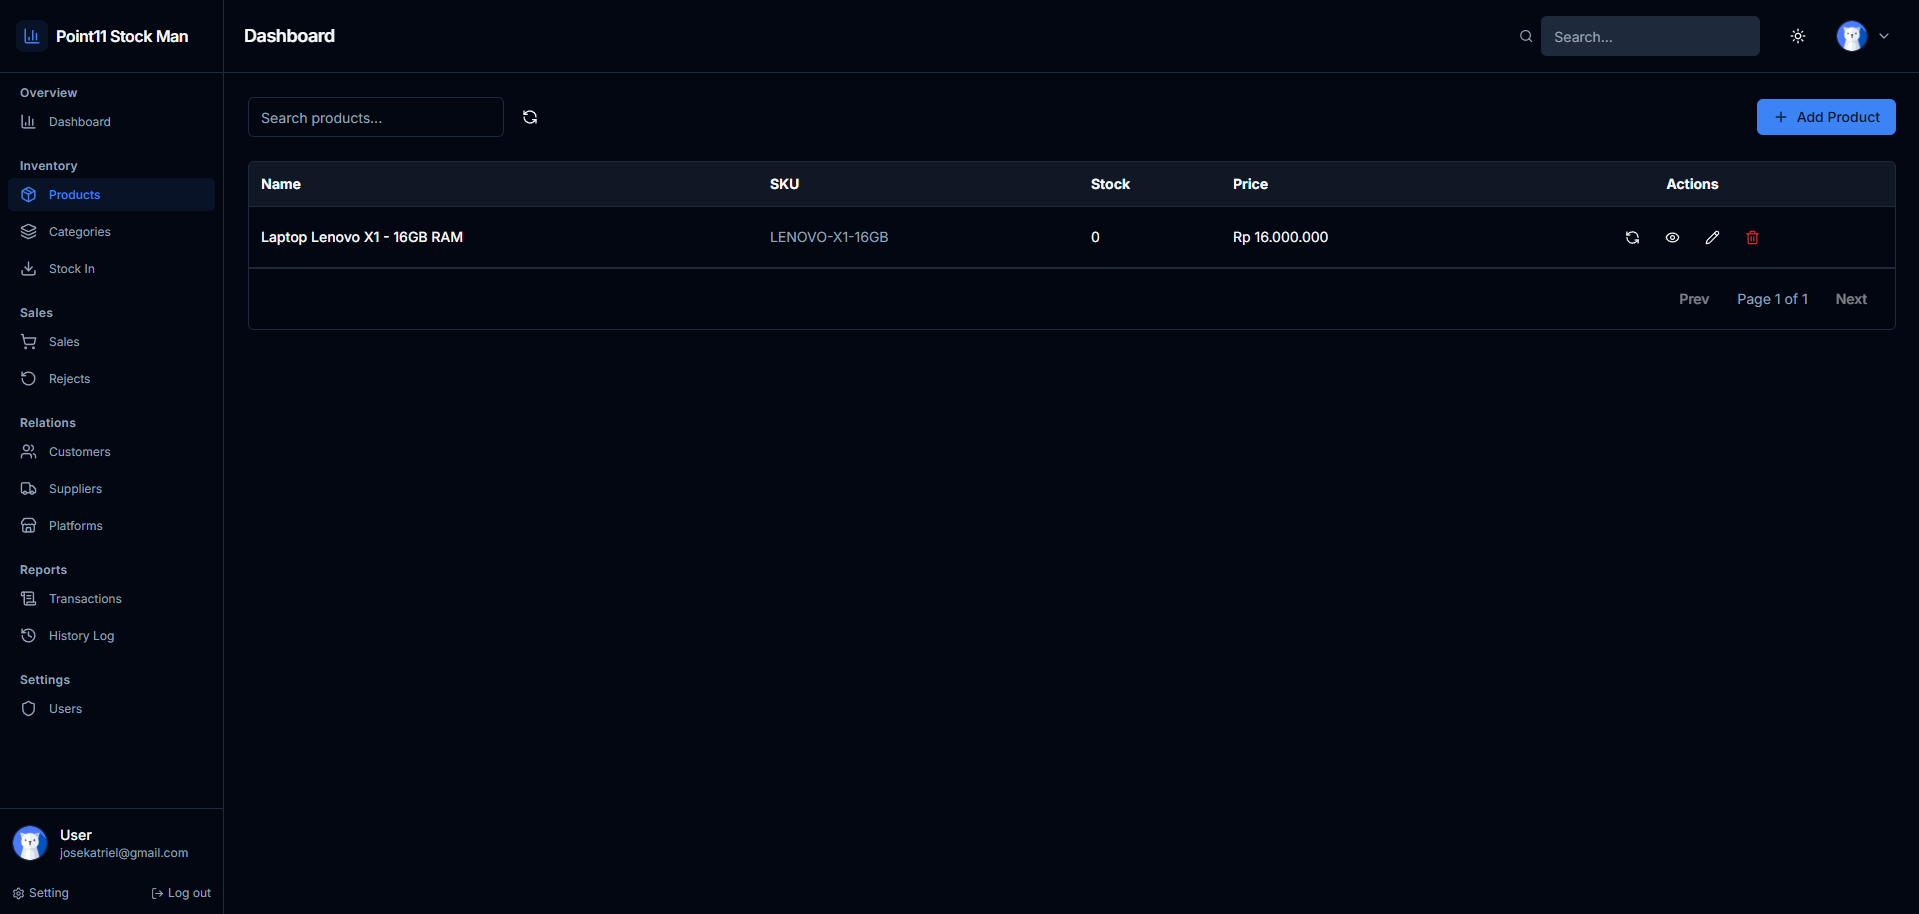 Point11 Stock Man
Dashboard
Search...
Overview
Dashboard
Inventory
Products
Categories
Stock In
Sales
Sales
Rejects
Relations
Customers
Suppliers
Platforms
Reports
Transactions
History Log
Settings
Users
User
josekatriel@gmail.com
Setting
Log out
Search products...
Add Product
Name SKU Stock Price Actions
Laptop Lenovo X1 - 16GB RAM LENOVO-X1-16GB 0 Rp 16.000.000
Prev Page 1 of 1 Next